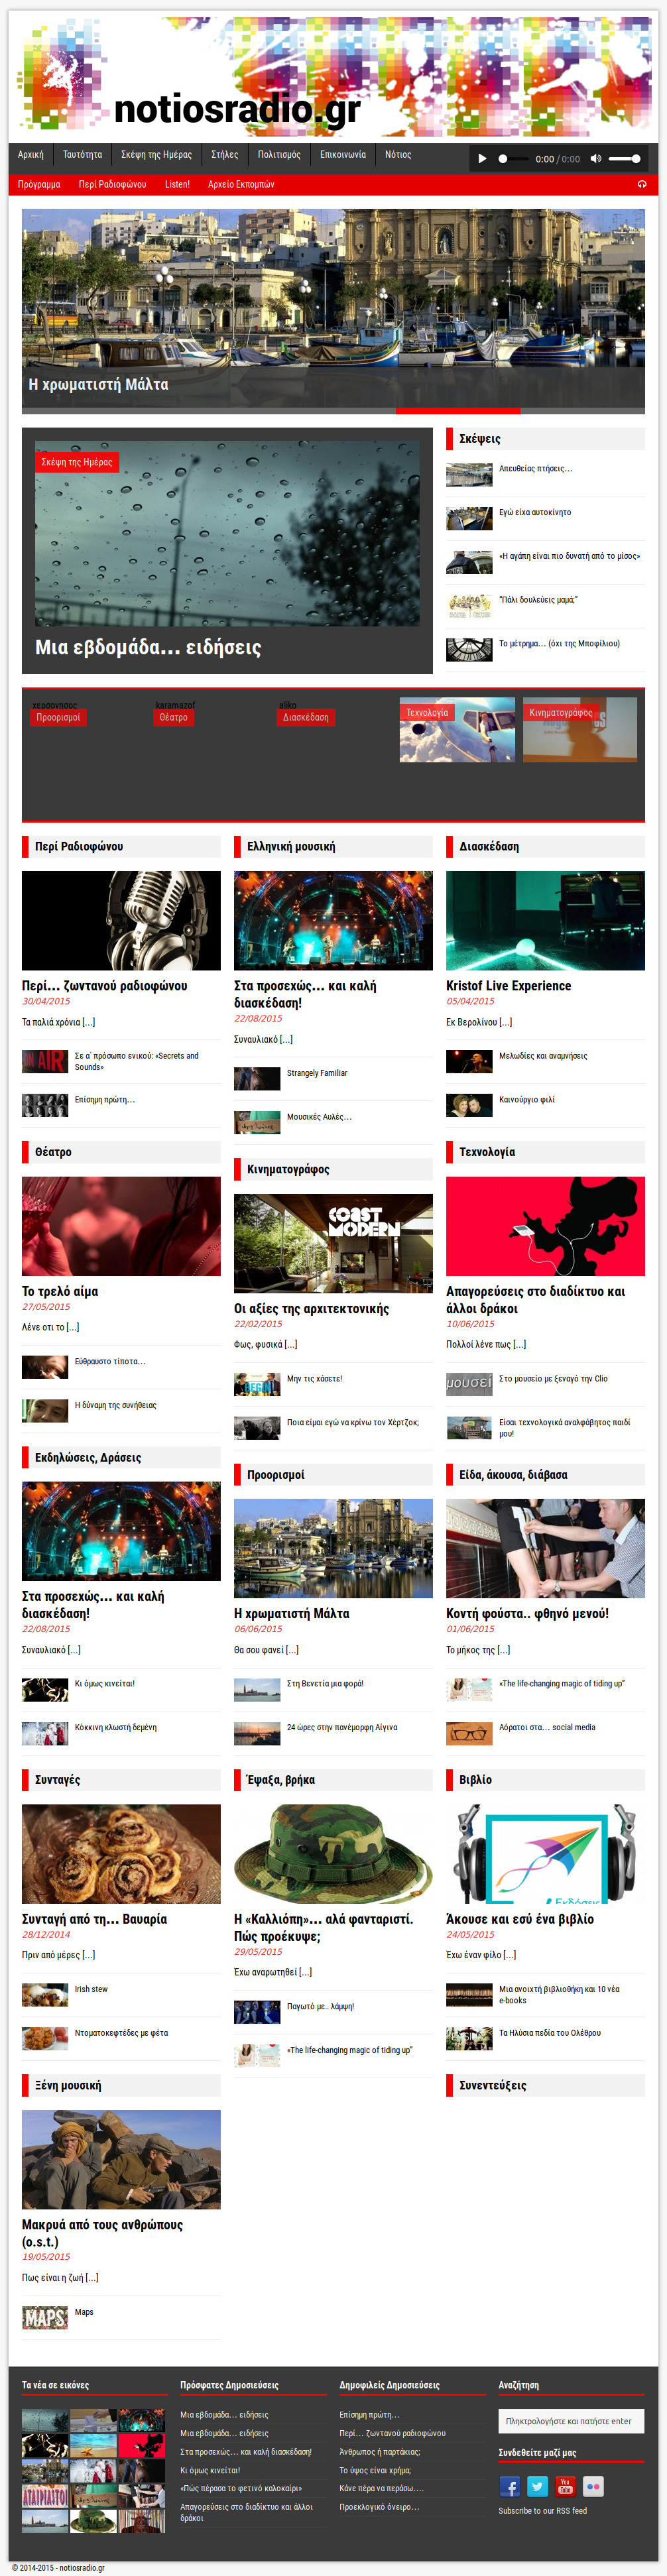 notiosradio.gr
Αρχική Ταυτότητα Σκέψη της Ημέρας Στήλες Πολιτισμός Επικοινωνία Νότιος
0:00 / 0:00
Πρόγραμμα Περί Ραδιοφώνου Listen! Αρχείο Εκπομπών
Η χρωματιστή Μάλτα
Σκέψη της Ημέρας
Μια εβδομάδα… ειδήσεις
Σκέψεις
Απευθείας πτήσεις…
Εγώ είχα αυτοκίνητο
«Η αγάπη είναι πιο δυνατή από το μίσος»
“Πάλι δουλεύεις μαμά;”
Το μέτρημα… (όχι της Μποφίλιου)
χερσονησος
Προορισμοί
karamazof
Θέατρο
aliko
Διασκέδαση
Τεχνολογία
Κινηματογράφος
Περί Ραδιοφώνου
Περί… ζωντανού ραδιοφώνου
30/04/2015
Τα παλιά χρόνια [...]
ON AIR
Σε α΄ πρόσωπο ενικού: «Secrets and
Sounds»
Επίσημη πρώτη…
Ελληνική μουσική
Στα προσεχώς… και καλή
διασκέδαση!
22/08/2015
Συναυλιακό [...]
Strangely Familiar
Μουσικές Αυλές…
Διασκέδαση
Kristof Live Experience
05/04/2015
Εκ Βερολίνου [...]
Μελωδίες και αναμνήσεις
Καινούργιο φιλί
Θέατρο
Το τρελό αίμα
27/05/2015
Λένε οτι το [...]
Εύθραυστο τίποτα…
Η δύναμη της συνήθειας
Κινηματογράφος
COAST
MODERN
Οι αξίες της αρχιτεκτονικής
22/02/2015
Φως, φυσικά [...]
BEGIN
Μην τις χάσετε!
Ποια είμαι εγώ να κρίνω τον Χέρτζοκ;
Τεχνολογία
Απαγορεύσεις στο διαδίκτυο και
άλλοι δράκοι
10/06/2015
Πολλοί λένε πως [...]
μουσεί
Στο μουσείο με ξεναγό την Clio
Είσαι τεχνολογικά αναλφάβητος παιδί
μου!
Εκδηλώσεις, Δράσεις
Στα προσεχώς… και καλή
διασκέδαση!
22/08/2015
Συναυλιακό [...]
Κι όμως κινείται!
Κόκκινη κλωστή δεμένη
Προορισμοί
Η χρωματιστή Μάλτα
06/06/2015
Θα σου φανεί [...]
Στη Βενετία μια φορά!
24 ώρες στην πανέμορφη Αίγινα
Είδα, άκουσα, διάβασα
Κοντή φούστα.. φθηνό μενού!
01/06/2015
Το μήκος της [...]
«The life-changing magic of tiding up”
Αόρατοι στα… social media
Συνταγές
Συνταγή από τη… Βαυαρία
28/12/2014
Πριν από μέρες [...]
Irish stew
Ντοματοκεφτέδες με φέτα
Έψαξα, βρήκα
Η «Καλλιόπη»… αλά φανταριστί.
Πώς προέκυψε;
29/05/2015
Έχω αναρωτηθεί [...]
Παγωτό με.. λάμψη!
«The life-changing magic of tiding up”
Βιβλίο
Άκουσε και εσύ ένα βιβλίο
24/05/2015
Έχω έναν φίλο [...]
Μια ανοιχτή βιβλιοθήκη και 10 νέα
e-books
Τα Ηλύσια πεδία του Ολέθρου
Ξένη μουσική
Μακρυά από τους ανθρώπους
(o.s.t.)
19/05/2015
Πως είναι η ζωή [...]
MAPS
Maps
Συνεντεύξεις
Τα νέα σε εικόνες
ΑΤΑΙΡΙΑΣΤΟΙ
Πρόσφατες Δημοσιεύσεις
Μια εβδομάδα… ειδήσεις
Μια εβδομάδα… ειδήσεις
Στα προσεχώς… και καλή διασκέδαση!
Κι όμως κινείται!
«Πώς πέρασα το φετινό καλοκαίρι»
Απαγορεύσεις στο διαδίκτυο και άλλοι
δράκοι
Δημοφιλείς Δημοσιεύσεις
Επίσημη πρώτη…
Περί… ζωντανού ραδιοφώνου
Άνθρωπος ή παρτάκιας;
Το ύψος είναι χρήμα;
Κάνε πέρα να περάσω….
Προεκλογικό όνειρο…
Αναζήτηση
Πληκτρολογήστε και πατήστε enter
Συνδεθείτε μαζί μας
You
Tube
Subscribe to our RSS feed
© 2014-2015 - notiosradio.gr